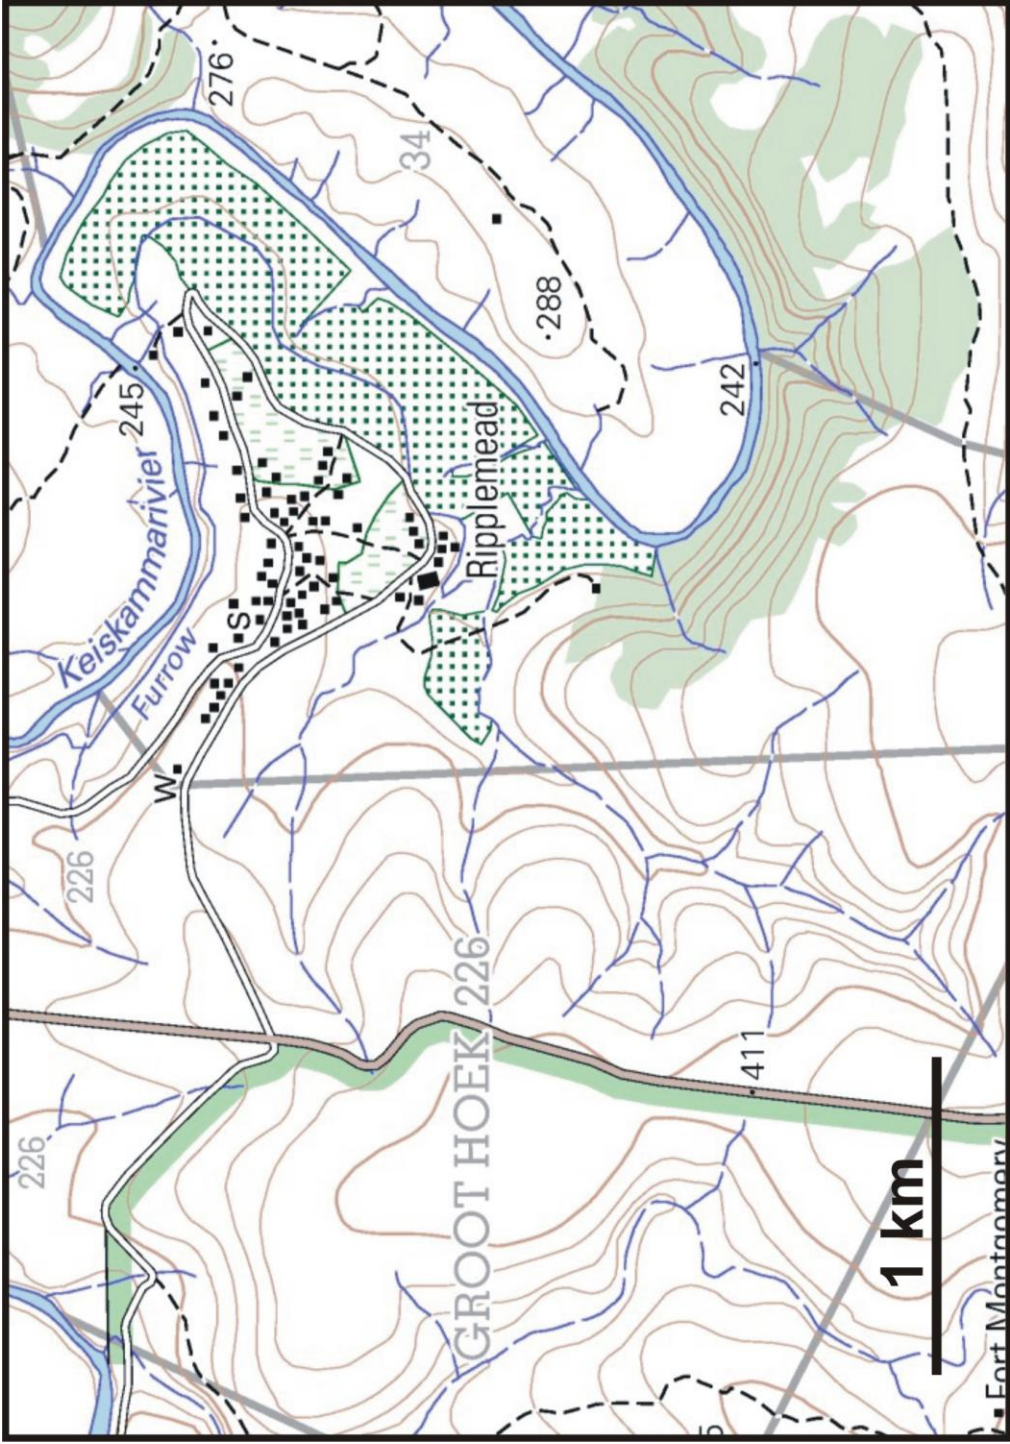 276
34
288
245
242
Keiskammarivier
Furrow
S
Ripplemead
W
226
226
GROOT HOEK 226
411
1 km
Fort Montgomery